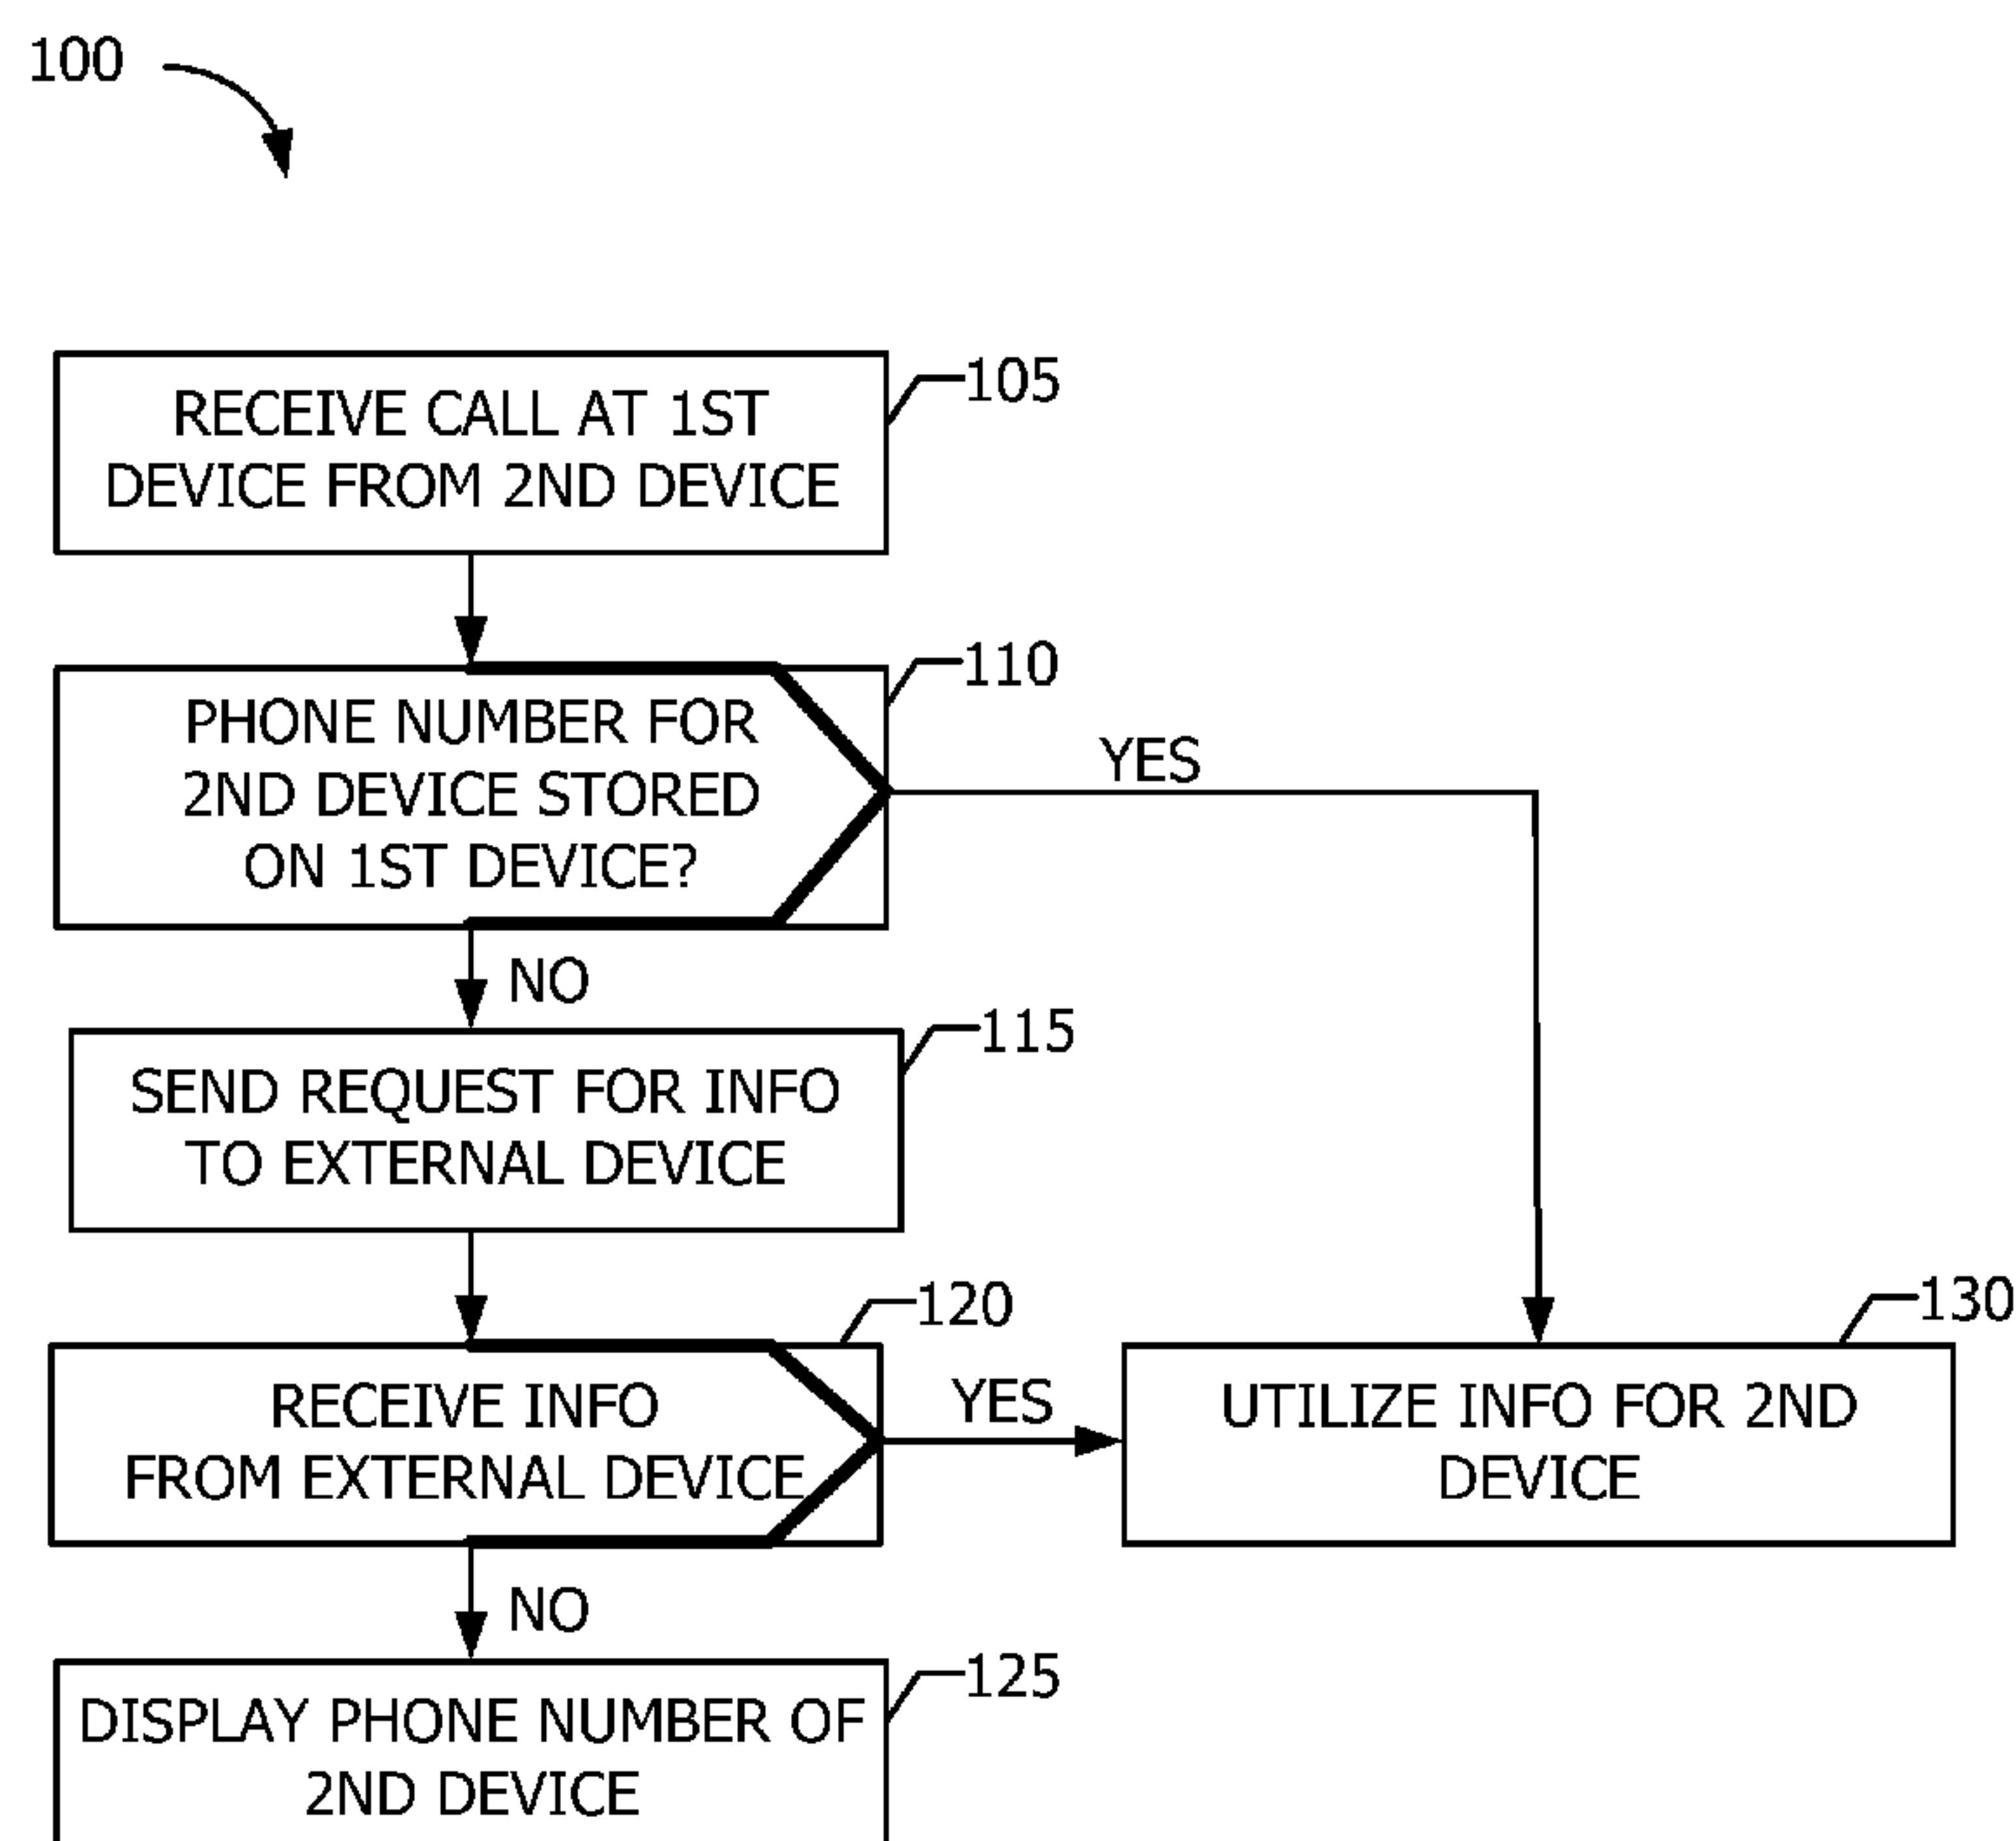 100
RECEIVE CALL AT 1ST
DEVICE FROM 2ND DEVICE
105
PHONE NUMBER FOR
2ND DEVICE STORED
ON 1ST DEVICE?
110
YES
NO
SEND REQUEST FOR INFO
TO EXTERNAL DEVICE
115
RECEIVE INFO
FROM EXTERNAL DEVICE
120
YES
UTILIZE INFO FOR 2ND
DEVICE
130
NO
DISPLAY PHONE NUMBER OF
2ND DEVICE
125